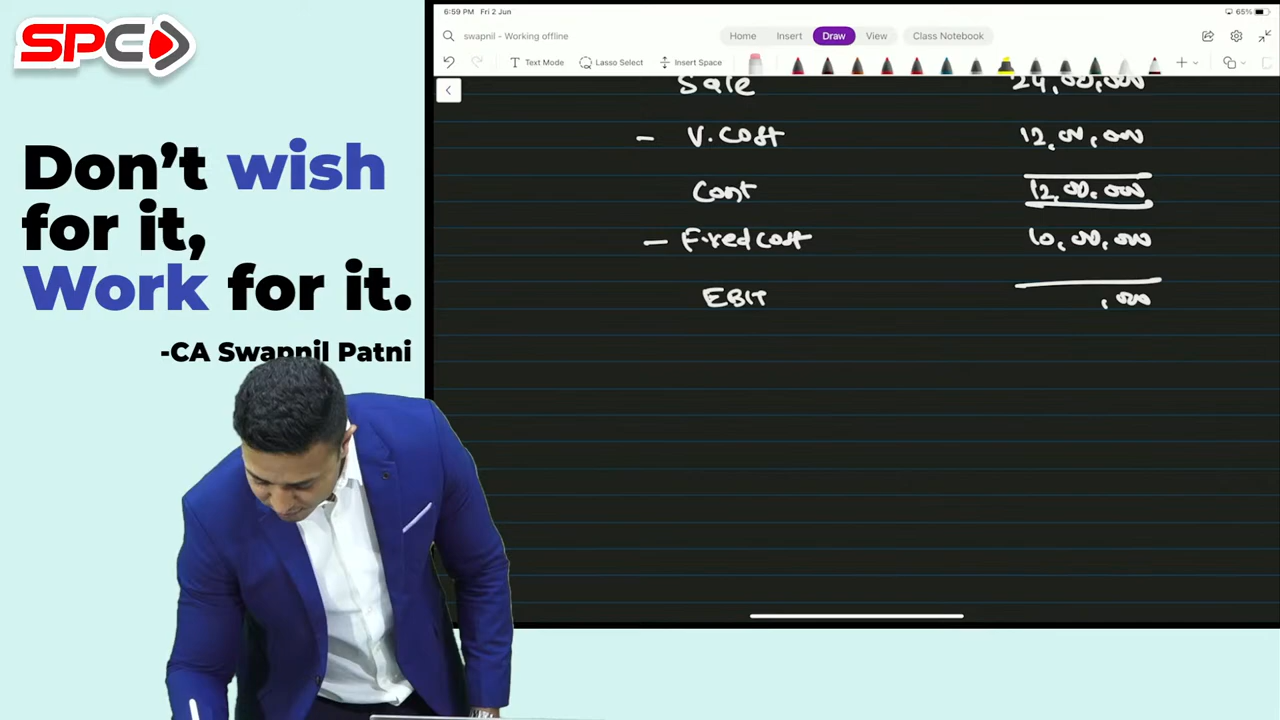 SPC
Don't wish
for it,
Work for it.
-CA Swapnil Patni
6:59 PM Fri 2 Jun
65%
swapnil - Working offline
Home Insert Draw View Class Notebook
Text Mode Lasso Select Insert Space
Sale 24,00,000
- V. Cost 12,00,000
Cont 12,00,000
- Fixed Cost 10,00,000
EBIT ,000